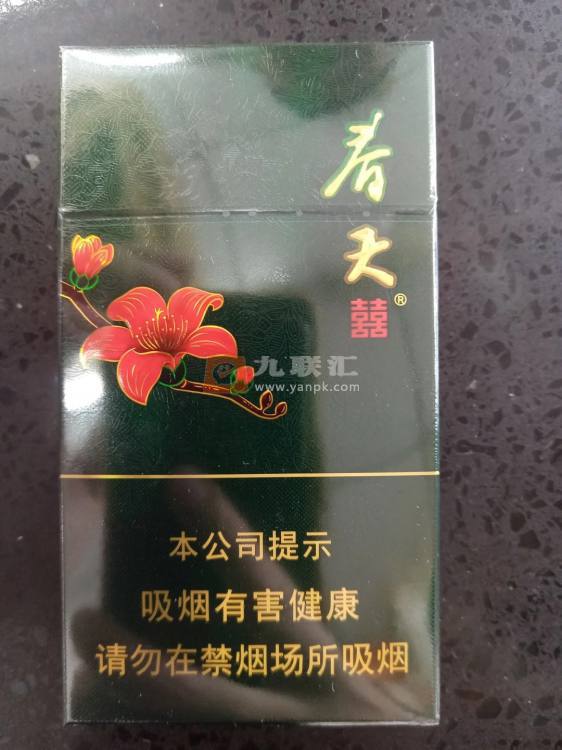 春天
囍®
九联汇
www.yanpk.com
本公司提示
吸烟有害健康
请勿在禁烟场所吸烟